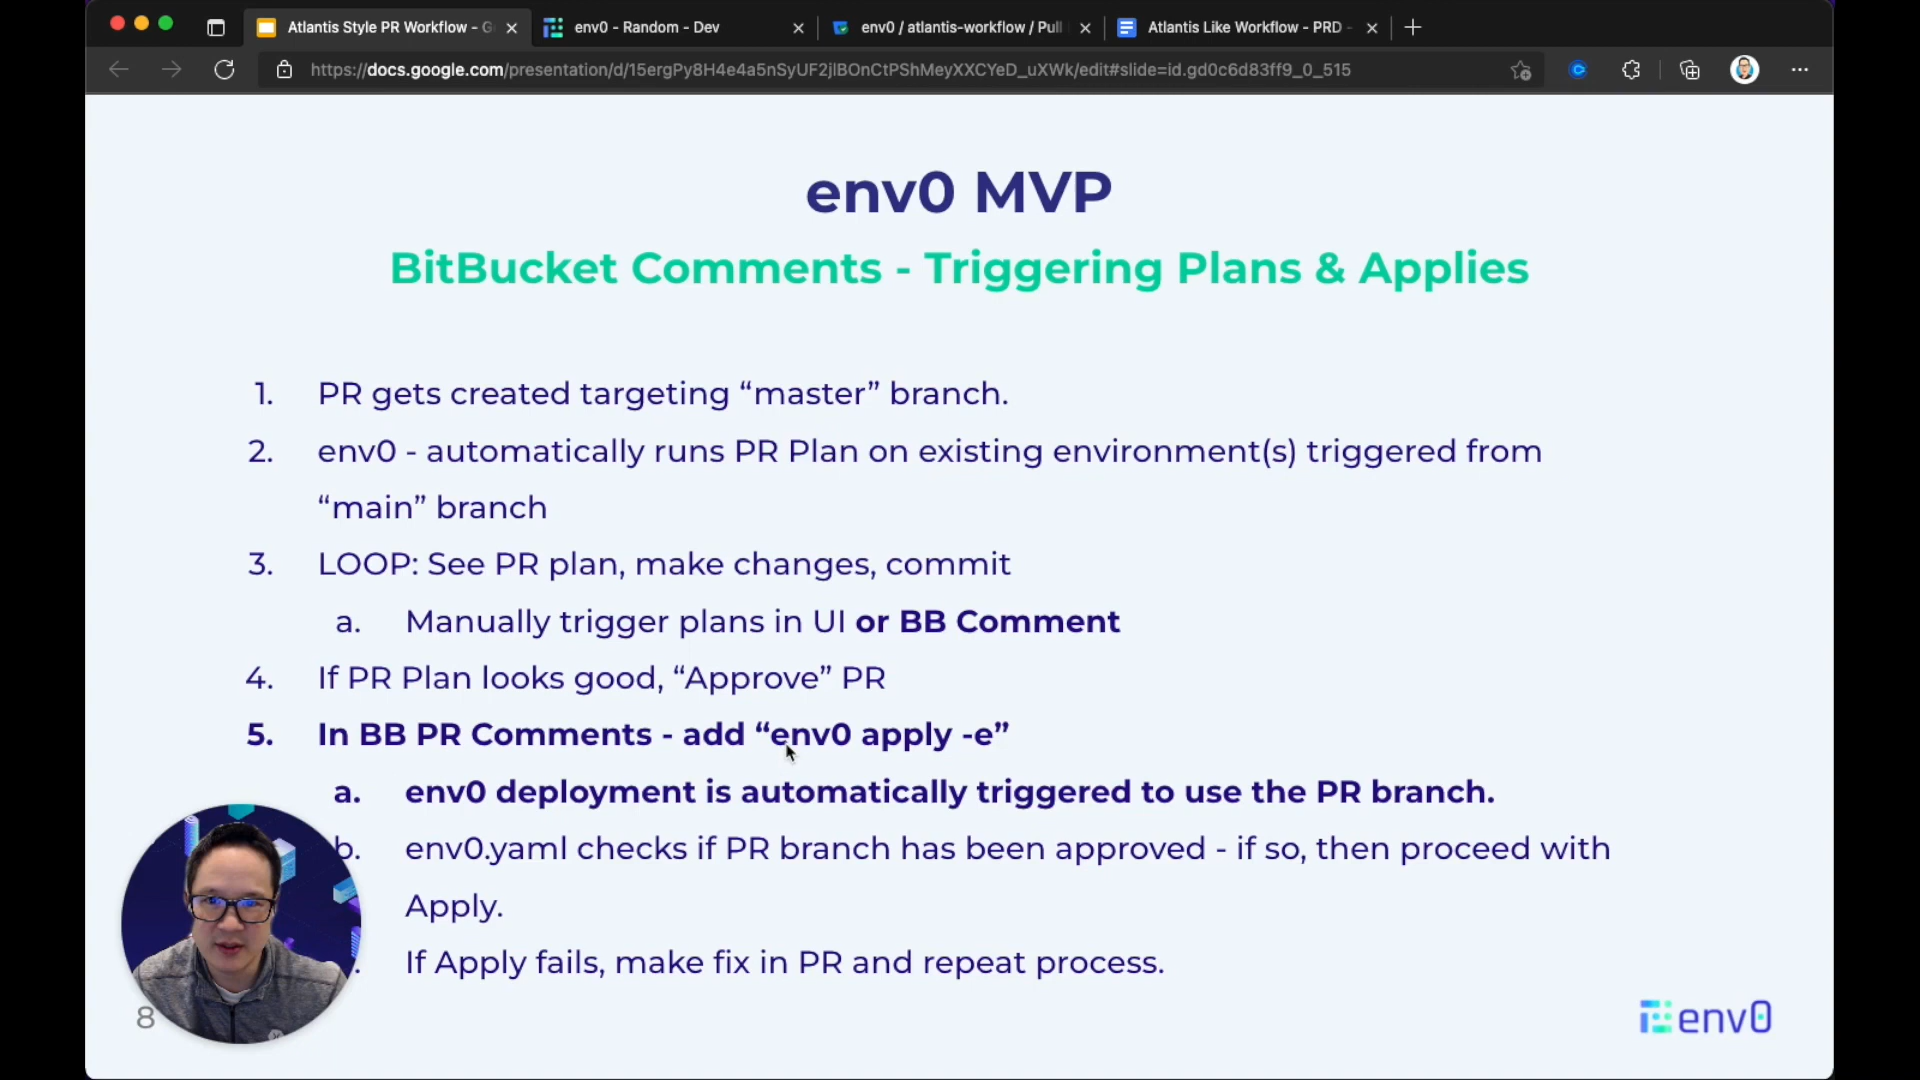 Atlantis Style PR Workflow - G
env0 - Random - Dev
env0 / atlantis-workflow / Pull
Atlantis Like Workflow - PRD -
https://docs.google.com/presentation/d/15ergPy8H4e4a5nSyUF2jlBOnCtPShMeyXXCYeD_uXWk/edit#slide=id.gd0c6d83ff9_0_515
env0 MVP
BitBucket Comments - Triggering Plans & Applies
1. PR gets created targeting “master” branch.
2. env0 - automatically runs PR Plan on existing environment(s) triggered from
“main” branch
3. LOOP: See PR plan, make changes, commit
a. Manually trigger plans in UI or BB Comment
4. If PR Plan looks good, “Approve” PR
5. In BB PR Comments - add “env0 apply -e”
a. env0 deployment is automatically triggered to use the PR branch.
b. env0.yaml checks if PR branch has been approved - if so, then proceed with
Apply.
If Apply fails, make fix in PR and repeat process.
8
env0